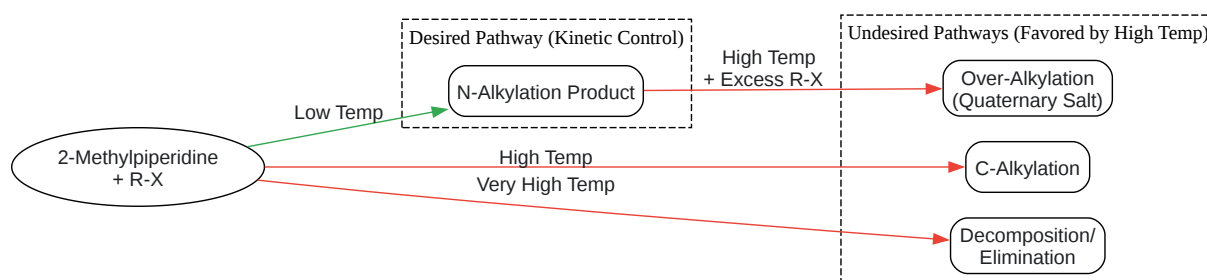 Desired Pathway (Kinetic Control)
Undesired Pathways (Favored by High Temp)
High Temp
+ Excess R-X
N-Alkylation Product
Over-Alkylation
(Quaternary Salt)
Low Temp
2-Methylpiperidine
+ R-X
High Temp
C-Alkylation
Very High Temp
Decomposition/
Elimination